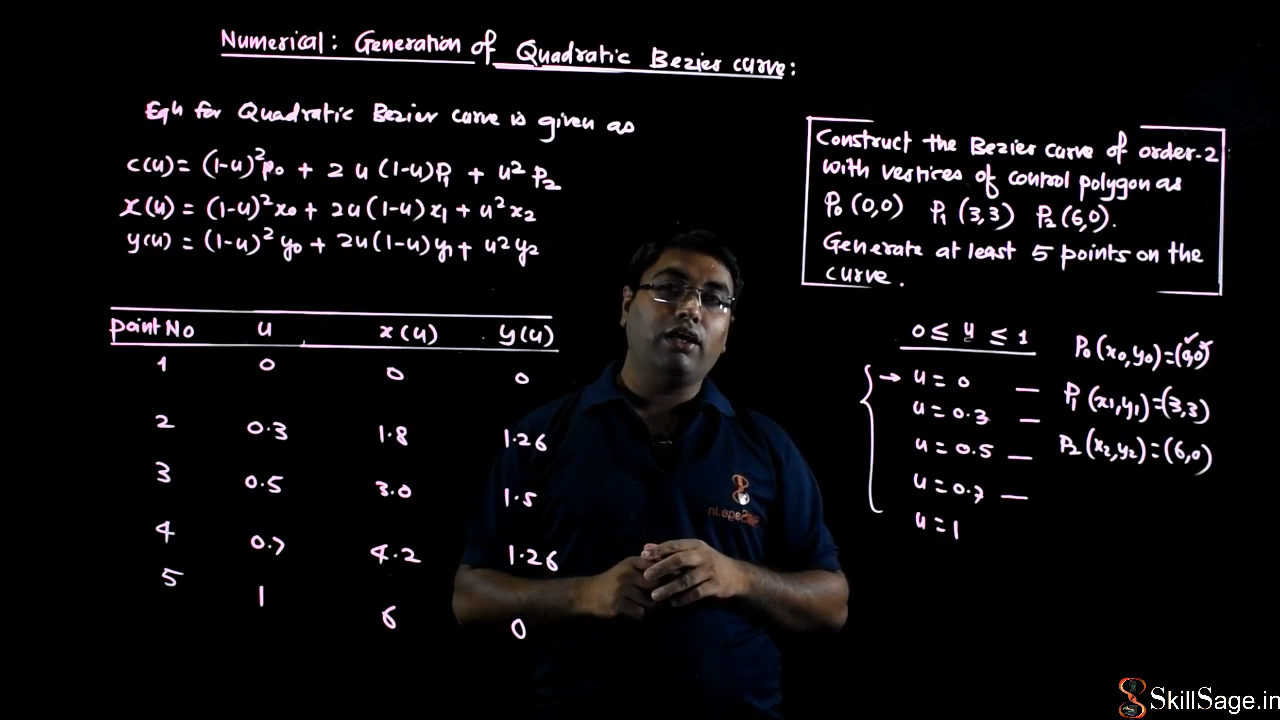 Numerical: Generation of Quadratic Bezier curve:
Eqn for Quadratic Bezier curve is given as
C(u) = (1-u)²P₀ + 2u(1-u)P₁ + u²P₂
x(u) = (1-u)²x₀ + 2u(1-u)x₁ + u²x₂
y(u) = (1-u)²y₀ + 2u(1-u)y₁ + u²y₂
Point No u x(u) y(u)
1 0 0 0
2 0.3 1.8 1.26
3 0.5 3.0 1.5
4 0.7 4.2 1.26
5 1 6 0
Construct the Bezier curve of order-2
with vertices of control polygon as
P₀(0,0) P₁(3,3) P₂(6,0).
Generate at least 5 points on the
curve.
0 ≤ u ≤ 1
→ u = 0 —
u = 0.3 —
u = 0.5 —
u = 0.7 —
u = 1
P₀(x₀,y₀)=(0,0)
P₁(x₁,y₁)=(3,3)
P₂(x₂,y₂)=(6,0)
SkillSage.in
SkillSage.in